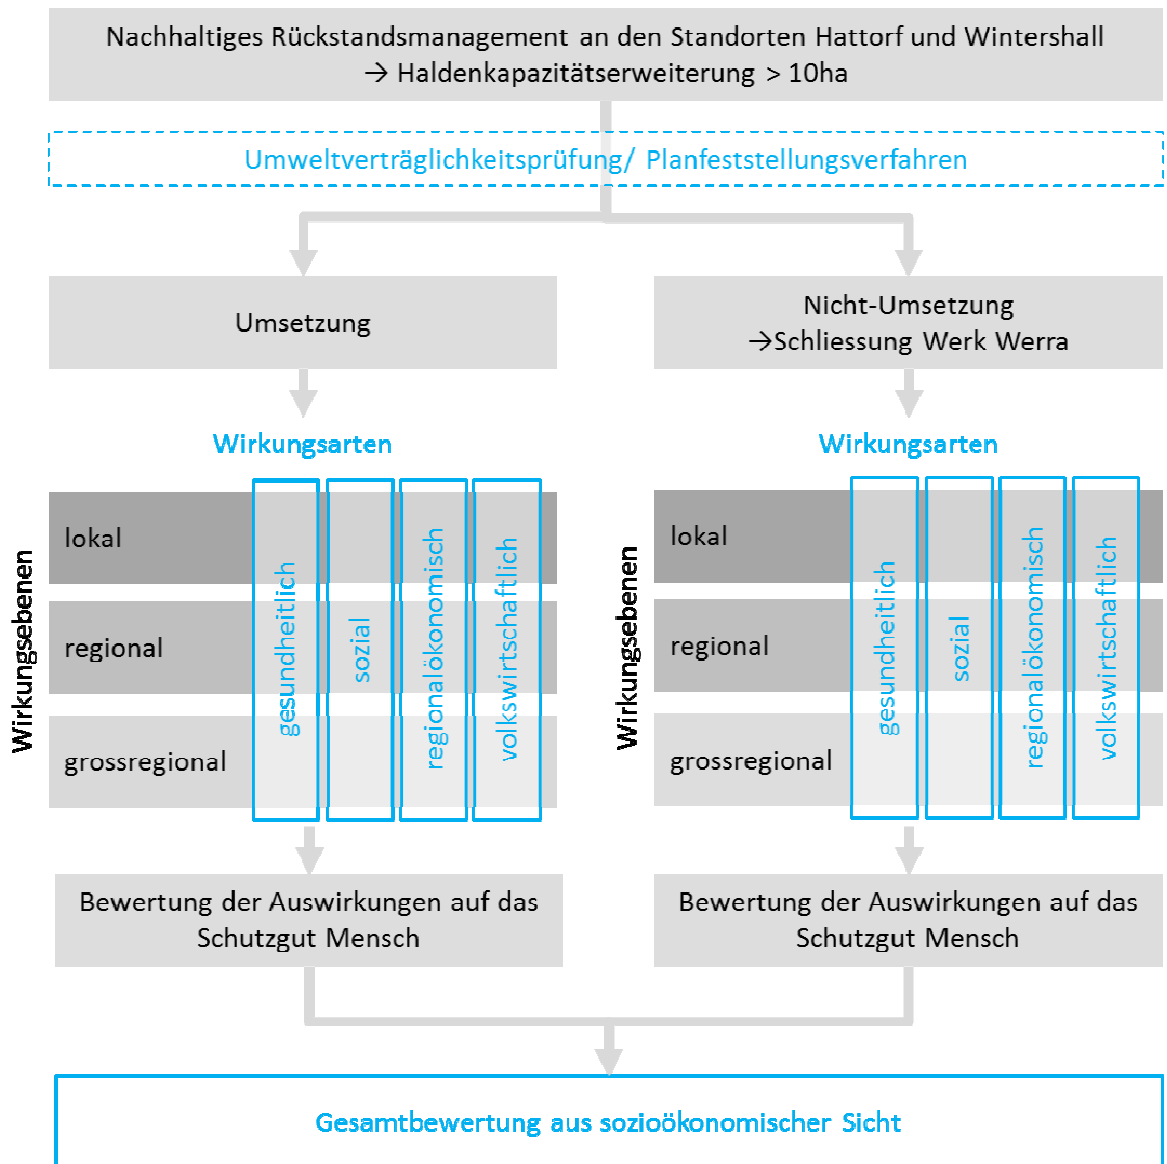 Nachhaltiges Rückstandsmanagement an den Standorten Hattorf und Wintershall
→ Haldenkapazitätserweiterung > 10ha
Umweltverträglichkeitsprüfung/ Planfeststellungsverfahren
Umsetzung
Nicht-Umsetzung
→Schliessung Werk Werra
Wirkungsarten
Wirkungsebenen
lokal
regional
grossregional
gesundheitlich
sozial
regionalökonomisch
volkswirtschaftlich
Wirkungsarten
Wirkungsebenen
lokal
regional
grossregional
gesundheitlich
sozial
regionalökonomisch
volkswirtschaftlich
Bewertung der Auswirkungen auf das
Schutzgut Mensch
Bewertung der Auswirkungen auf das
Schutzgut Mensch
Gesamtbewertung aus sozioökonomischer Sicht